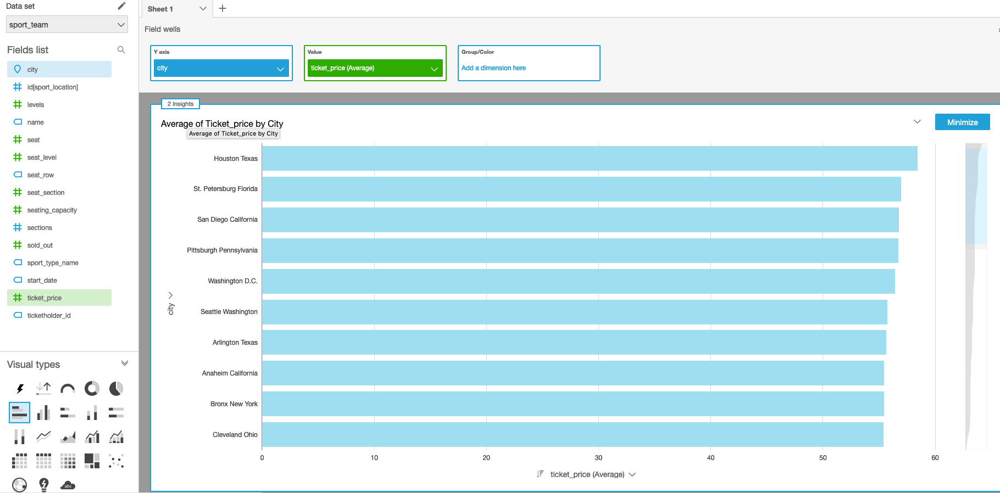 Data set
sport_team
Fields list
city
id[sport_location]
levels
name
seat
seat_level
seat_row
seat_section
seating_capacity
sections
sold_out
sport_type_name
start_date
ticket_price
ticketholder_id
Visual types
abc
Sheet 1
Field wells
Y axis
city
Value
ticket_price (Average)
Group/Color
Add a dimension here
2 Insights
Average of Ticket_price by City
Average of Ticket_price by City
Minimize
city
Houston Texas
St. Petersburg Florida
San Diego California
Pittsburgh Pennsylvania
Washington D.C.
Seattle Washington
Arlington Texas
Anaheim California
Bronx New York
Cleveland Ohio
0 10 20 30 40 50 60
ticket_price (Average)